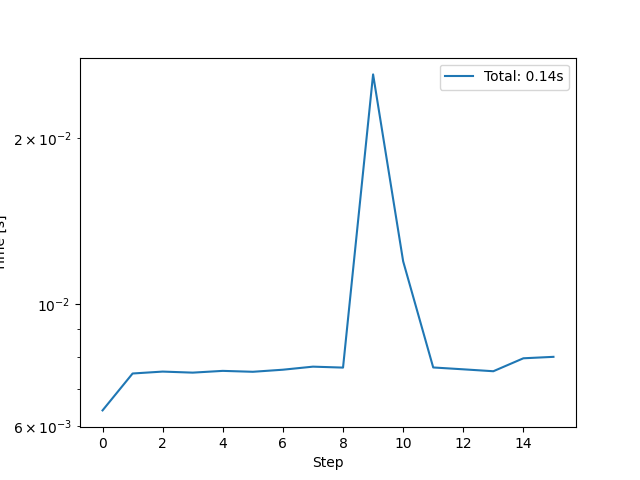 Total: 0.14s
2 × 10⁻²
10⁻²
6 × 10⁻³
Time [s]
0 2 4 6 8 10 12 14
Step